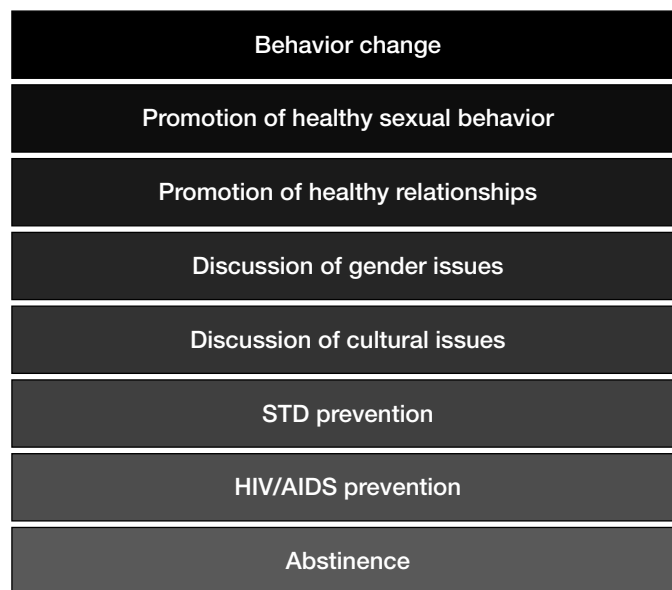 Behavior change
Promotion of healthy sexual behavior
Promotion of healthy relationships
Discussion of gender issues
Discussion of cultural issues
STD prevention
HIV/AIDS prevention
Abstinence